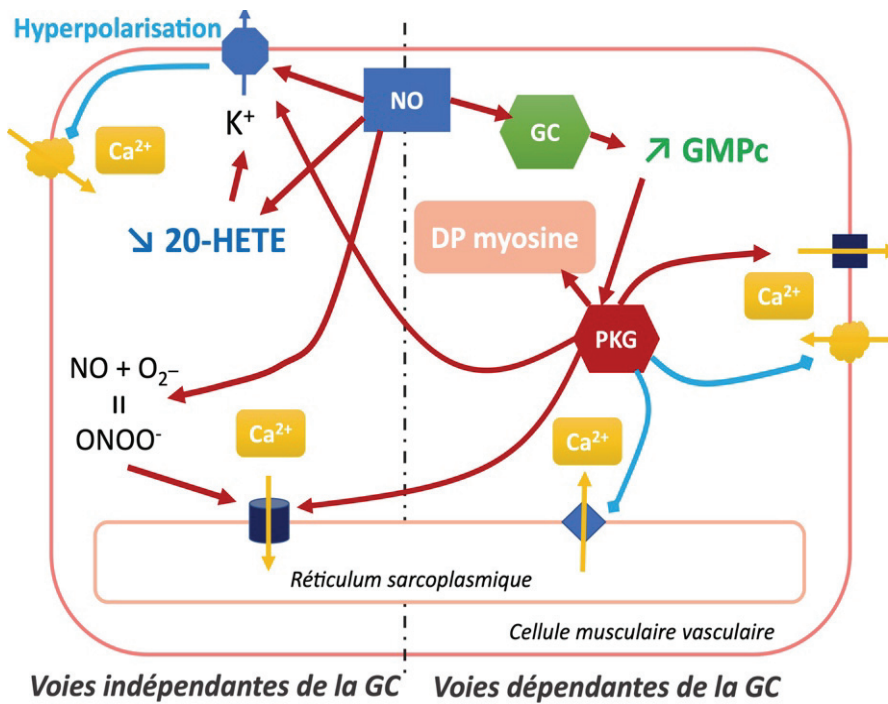 Hyperpolarisation
NO
K⁺
GC
Ca²⁺
↗ GMPc
↘ 20-HETE
DP myosine
Ca²⁺
PKG
NO + O₂–
=
ONOO⁻
Ca²⁺
Ca²⁺
Réticulum sarcoplasmique
Cellule musculaire vasculaire
Voies indépendantes de la GC
Voies dépendantes de la GC